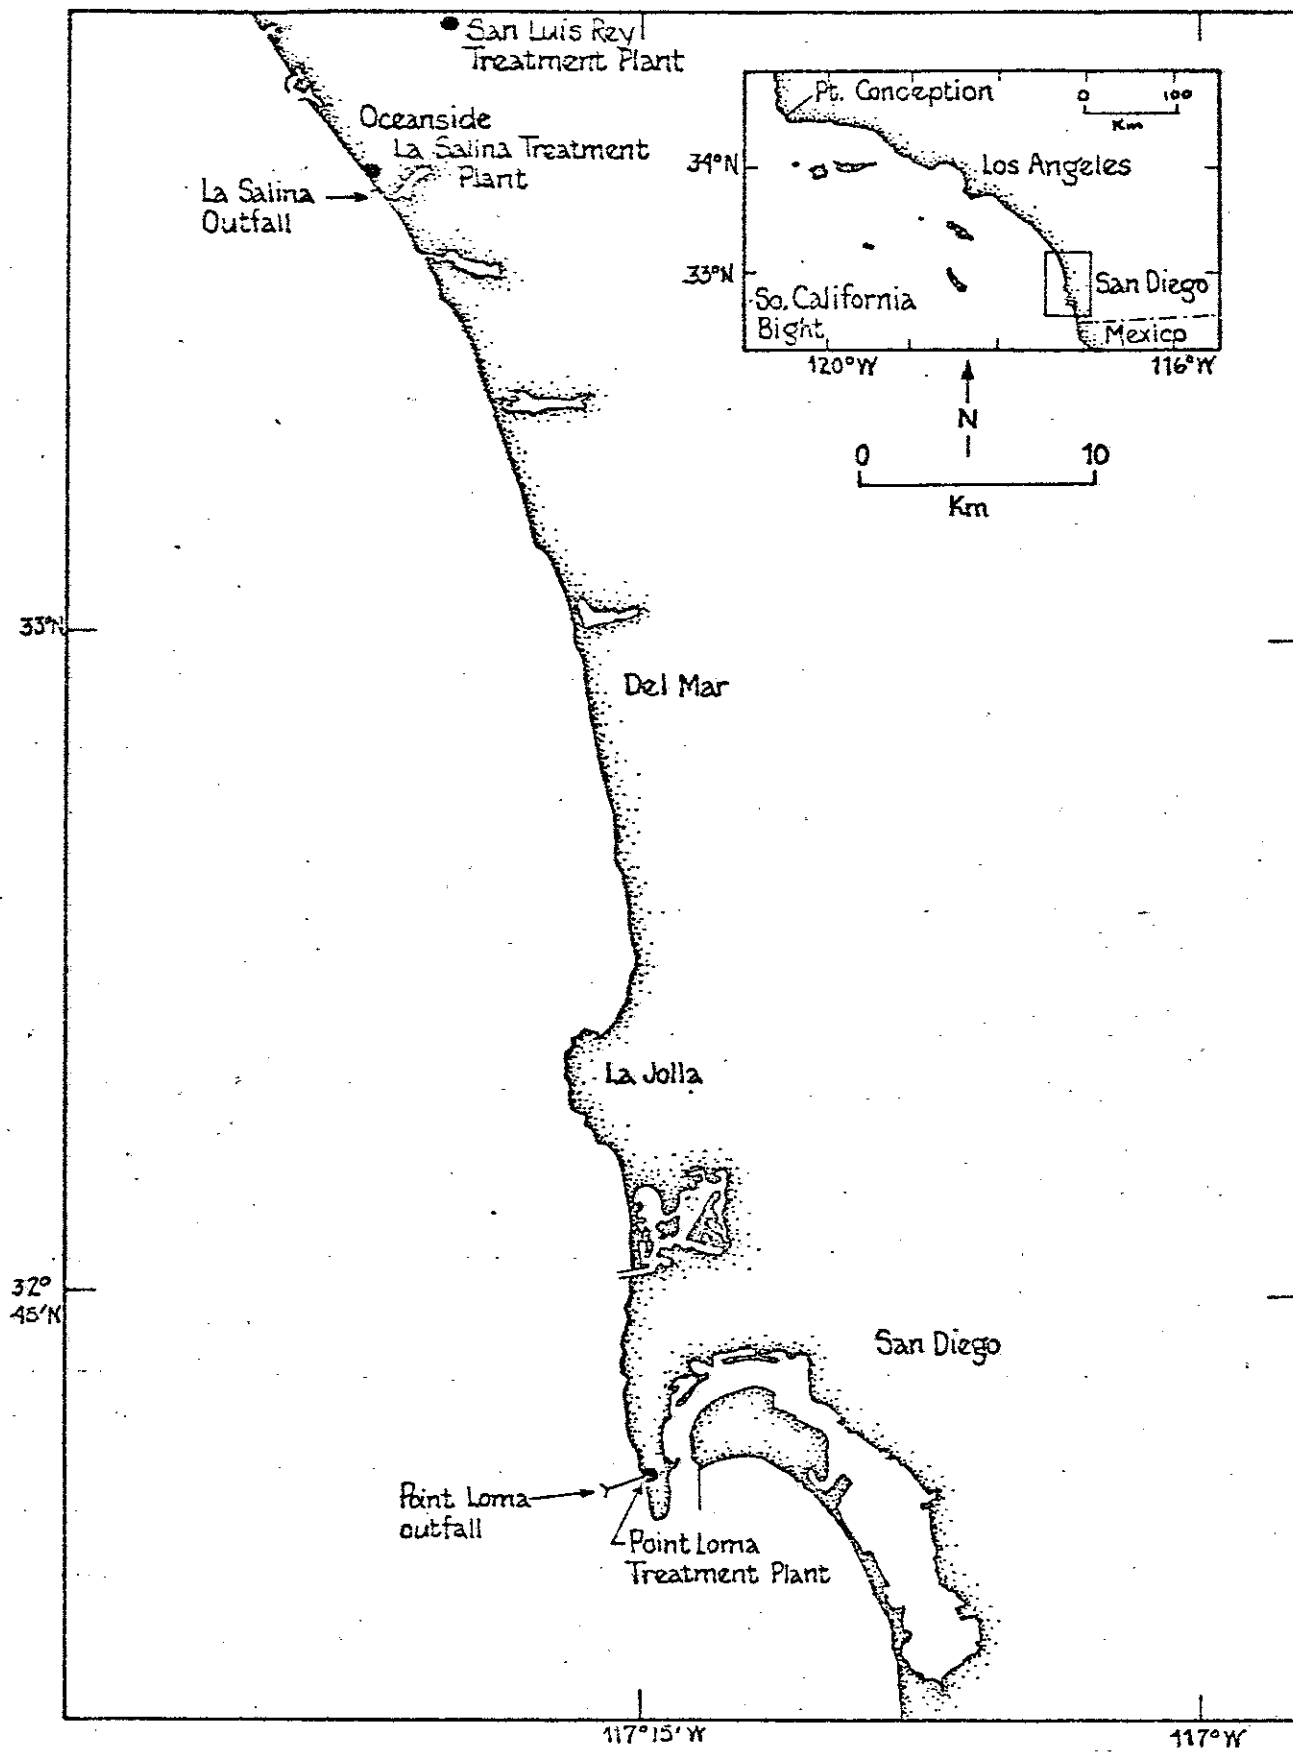 San Luis Rey
Treatment Plant
Oceanside
La Salina Treatment
Plant
La Salina
Outfall
Pt. Conception
0 100
Km
34°N
Los Angeles
33°N
San Diego
So. California
Bight
Mexico
120°W 116°W
N
0 10
Km
33°N
Del Mar
La Jolla
32°
45'N
San Diego
Point Loma
outfall
Point Loma
Treatment Plant
117°15'W 117°W